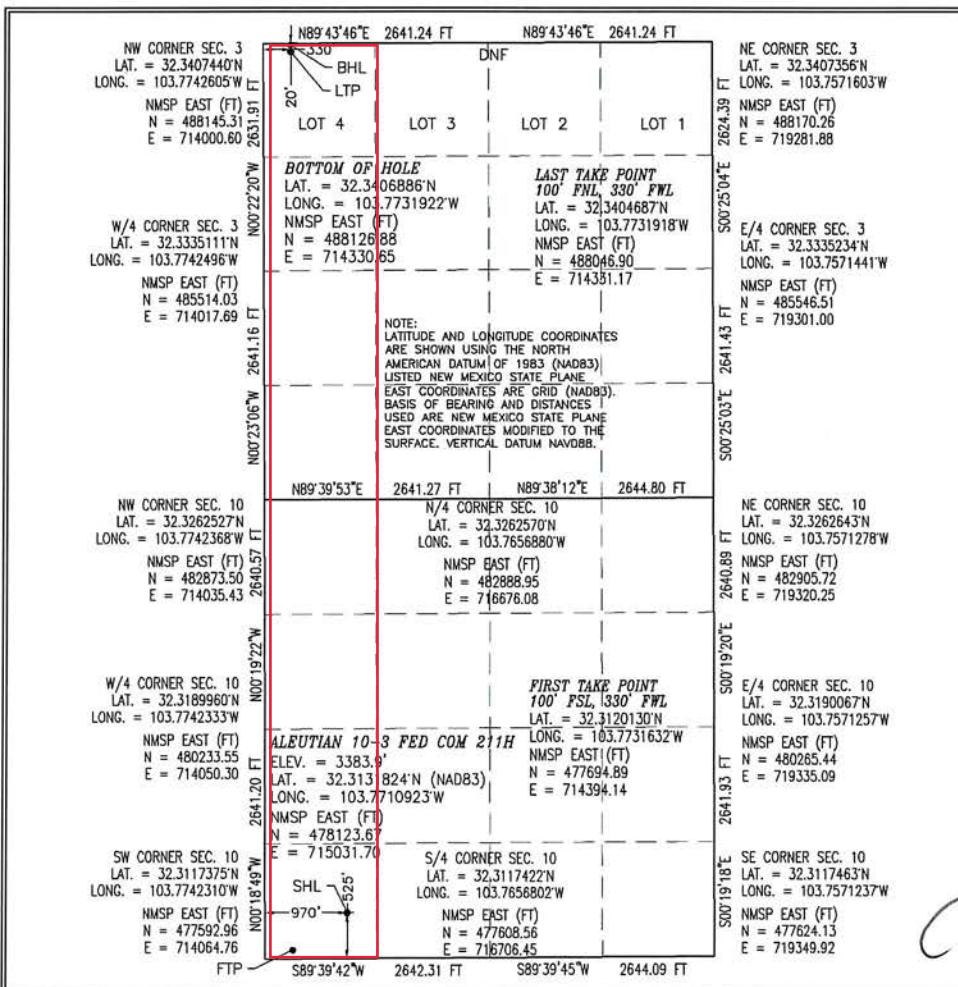 N89°43'46"E 2641.24 FT N89°43'46"E 2641.24 FT
NW CORNER SEC. 3
LAT. = 32.3407440°N
LONG. = 103.7742605°W
NMSP EAST (FT)
N = 488145.31
E = 714000.60
330'
BHL
LTP
20'
DNF
NE CORNER SEC. 3
LAT. = 32.3407356°N
LONG. = 103.7571603°W
NMSP EAST (FT)
N = 488170.26
E = 719281.88
2631.91 FT
N00°22'20"W
2624.39 FT
S00°25'04"E
LOT 4 LOT 3 LOT 2 LOT 1
BOTTOM OF HOLE
LAT. = 32.3406886°N
LONG. = 103.7731922°W
NMSP EAST (FT)
N = 488126.88
E = 714330.65
LAST TAKE POINT
100' FNL, 330' FWL
LAT. = 32.3404687°N
LONG. = 103.7731918°W
NMSP EAST (FT)
N = 488046.90
E = 714331.17
W/4 CORNER SEC. 3
LAT. = 32.3335111°N
LONG. = 103.7742496°W
NMSP EAST (FT)
N = 485514.03
E = 714017.69
E/4 CORNER SEC. 3
LAT. = 32.3335234°N
LONG. = 103.7571441°W
NMSP EAST (FT)
N = 485546.51
E = 719301.00
2641.16 FT
N00°23'06"W
2641.43 FT
S00°25'03"E
NOTE:
LATITUDE AND LONGITUDE COORDINATES
ARE SHOWN USING THE NORTH
AMERICAN DATUM OF 1983 (NAD83)
LISTED NEW MEXICO STATE PLANE
EAST COORDINATES ARE GRID (NAD83).
BASIS OF BEARING AND DISTANCES
USED ARE NEW MEXICO STATE PLANE
EAST COORDINATES MODIFIED TO THE
SURFACE. VERTICAL DATUM NAVD88.
N89°39'53"E 2641.27 FT N89°38'12"E 2644.80 FT
NW CORNER SEC. 10
LAT. = 32.3262527°N
LONG. = 103.7742368°W
NMSP EAST (FT)
N = 482873.50
E = 714035.43
N/4 CORNER SEC. 10
LAT. = 32.3262570°N
LONG. = 103.7656880°W
NMSP EAST (FT)
N = 482888.95
E = 716676.08
NE CORNER SEC. 10
LAT. = 32.3262643°N
LONG. = 103.7571278°W
NMSP EAST (FT)
N = 482905.72
E = 719320.25
2640.57 FT
N00°19'22"W
2640.89 FT
S00°19'20"E
W/4 CORNER SEC. 10
LAT. = 32.3189960°N
LONG. = 103.7742333°W
NMSP EAST (FT)
N = 480233.55
E = 714050.30
FIRST TAKE POINT
100' FSL, 330' FWL
LAT. = 32.3120130°N
LONG. = 103.7731632°W
NMSP EAST (FT)
N = 477694.89
E = 714394.14
E/4 CORNER SEC. 10
LAT. = 32.3190067°N
LONG. = 103.7571257°W
NMSP EAST (FT)
N = 480265.44
E = 719335.09
ALEUTIAN 10-3 FED COM 211H
ELEV. = 3383.9'
LAT. = 32.3131824°N (NAD83)
LONG. = 103.7710923°W
NMSP EAST (FT)
N = 478123.67
E = 715031.70
2641.20 FT
N00°18'49"W
2641.93 FT
S00°19'18"E
SW CORNER SEC. 10
LAT. = 32.3117375°N
LONG. = 103.7742310°W
NMSP EAST (FT)
N = 477592.96
E = 714064.76
SHL
525'
970'
FTP
S/4 CORNER SEC. 10
LAT. = 32.3117422°N
LONG. = 103.7656802°W
NMSP EAST (FT)
N = 477608.56
E = 716706.45
SE CORNER SEC. 10
LAT. = 32.3117463°N
LONG. = 103.7571237°W
NMSP EAST (FT)
N = 477624.13
E = 719349.92
S89°39'42"W 2642.31 FT S89°39'45"W 2644.09 FT